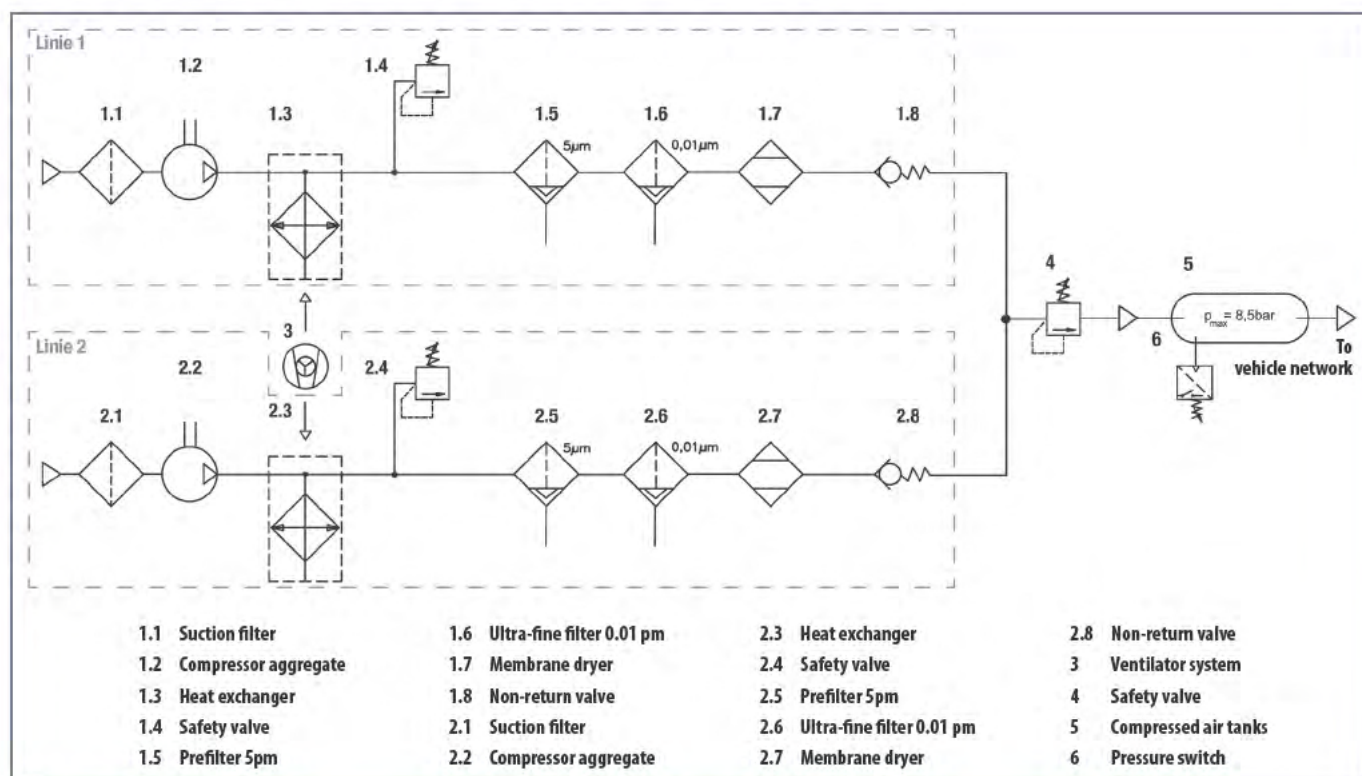 Linie 1
1.2
1.4
1.1
1.3
1.5
1.6
1.7
1.8
5µm
0,01µm
4
5
3
p max = 8,5bar
6
To
vehicle network
Linie 2
2.2
2.4
2.1
2.3
2.5
2.6
2.7
2.8
5µm
0,01µm
1.1 Suction filter
1.2 Compressor aggregate
1.3 Heat exchanger
1.4 Safety valve
1.5 Prefilter 5pm
1.6 Ultra-fine filter 0.01 pm
1.7 Membrane dryer
1.8 Non-return valve
2.1 Suction filter
2.2 Compressor aggregate
2.3 Heat exchanger
2.4 Safety valve
2.5 Prefilter 5pm
2.6 Ultra-fine filter 0.01 pm
2.7 Membrane dryer
2.8 Non-return valve
3 Ventilator system
4 Safety valve
5 Compressed air tanks
6 Pressure switch